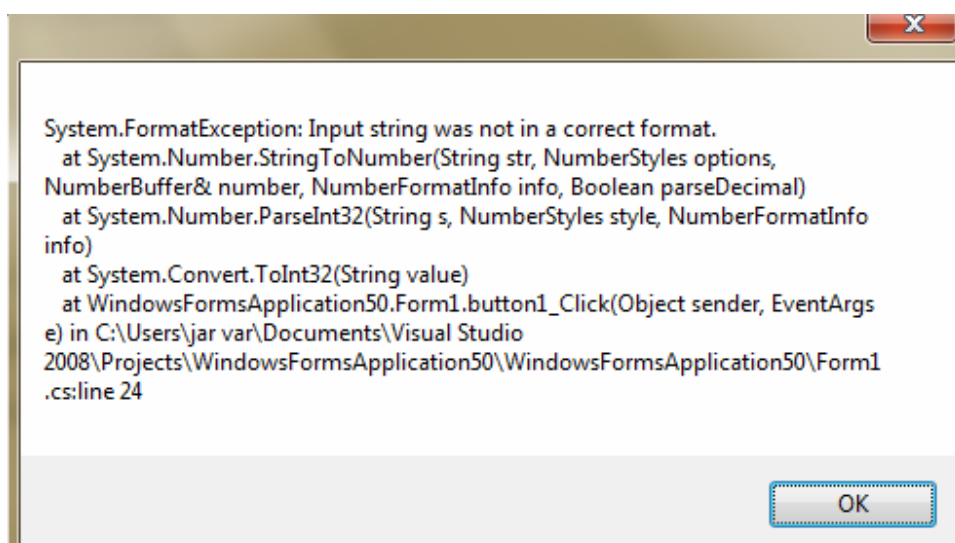 System.FormatException: Input string was not in a correct format.
at System.Number.StringToNumber(String str, NumberStyles options,
NumberBuffer& number, NumberFormatInfo info, Boolean parseDecimal)
at System.Number.ParseInt32(String s, NumberStyles style, NumberFormatInfo
info)
at System.Convert.ToInt32(String value)
at WindowsFormsApplication50.Form1.button1_Click(Object sender, EventArgs
e) in C:\Users\jar var\Documents\Visual Studio
2008\Projects\WindowsFormsApplication50\WindowsFormsApplication50\Form1
.cs:line 24
OK